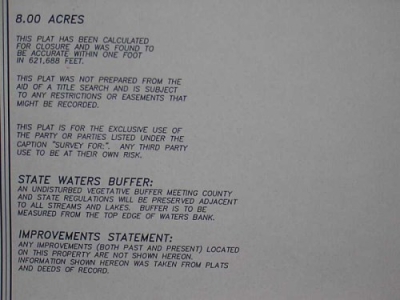 8.00 ACRES
THIS PLAT HAS BEEN CALCULATED
FOR CLOSURE AND WAS FOUND TO
BE ACCURATE WITHIN ONE FOOT
IN 621,688 FEET.
THIS PLAT WAS NOT PREPARED FROM THE
AID OF A TITLE SEARCH AND IS SUBJECT
TO ANY RESTRICTIONS OR EASEMENTS THAT
MIGHT BE RECORDED.
THIS PLAT IS FOR THE EXCLUSIVE USE OF
THE PARTY OR PARTIES LISTED UNDER THE
CAPTION "SURVEY FOR:". ANY THIRD PARTY
USE TO BE AT THEIR OWN RISK.
STATE WATERS BUFFER:
AN UNDISTURBED VEGETATIVE BUFFER MEETING COUNTY
AND STATE REGULATIONS WILL BE PRESERVED ADJACENT
TO ALL STREAMS AND LAKES. BUFFER IS TO BE
MEASURED FROM THE TOP EDGE OF WATERS BANK.
IMPROVEMENTS STATEMENT:
ANY IMPROVEMENTS (BOTH PAST AND PRESENT) LOCATED
ON THIS PROPERTY ARE NOT SHOWN HEREON.
INFORMATION SHOWN HEREON WAS TAKEN FROM PLATS
AND DEEDS OF RECORD.